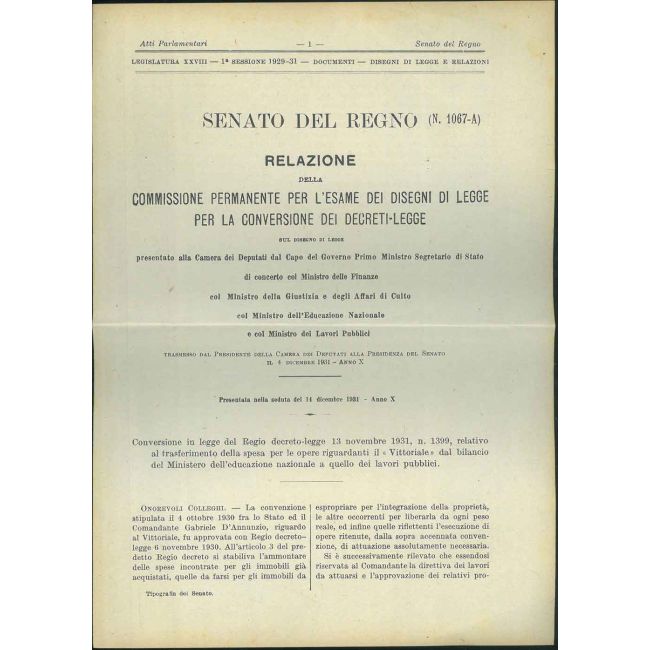 Atti Parlamentari — 1 — Senato del Regno
LEGISLATURA XXVIII — 1ª SESSIONE 1929-31 — DOCUMENTI — DISEGNI DI LEGGE E RELAZIONI
SENATO DEL REGNO (N. 1067-A)
RELAZIONE
DELLA
COMMISSIONE PERMANENTE PER L'ESAME DEI DISEGNI DI LEGGE
PER LA CONVERSIONE DEI DECRETI-LEGGE
SUL DISEGNO DI LEGGE
presentato alla Camera dei Deputati dal Capo del Governo Primo Ministro Segretario di Stato
di concerto col Ministro delle Finanze
col Ministro della Giustizia e degli Affari di Culto
col Ministro dell'Educazione Nazionale
e col Ministro dei Lavori Pubblici
TRASMESSO DAL PRESIDENTE DELLA CAMERA DEI DEPUTATI ALLA PRESIDENZA DEL SENATO
IL 4 DICEMBRE 1931 - ANNO X
Presentata nella seduta del 14 dicembre 1931 - Anno X
Conversione in legge del Regio decreto-legge 13 novembre 1931, n. 1399, relativo
al trasferimento della spesa per le opere riguardanti il « Vittoriale » dal bilancio
del Ministero dell'educazione nazionale a quello dei lavori pubblici.
ONOREVOLI COLLEGHI. — La convenzione
stipulata il 4 ottobre 1930 fra lo Stato ed il
Comandante Gabriele D'Annunzio, riguardo
al Vittoriale, fu approvata con Regio decreto-
legge 6 novembre 1930. All'articolo 3 del pre-
detto Regio decreto si stabiliva l'ammontare
delle spese incontrate per gli immobili già
acquistati, quelle da farsi per gli immobili da
espropriare per l'integrazione della proprietà,
le altre occorrenti per liberarla da ogni peso
reale, ed infine quelle riflettenti l'esecuzione di
opere ritenute, dalla sopra accennata conven-
zione, di attuazione assolutamente necessaria.
Si è successivamente rilevato che essendosi
riservata al Comandante la direttiva dei lavori
da attuarsi e l'approvazione dei relativi pro-
Tipografia del Senato.